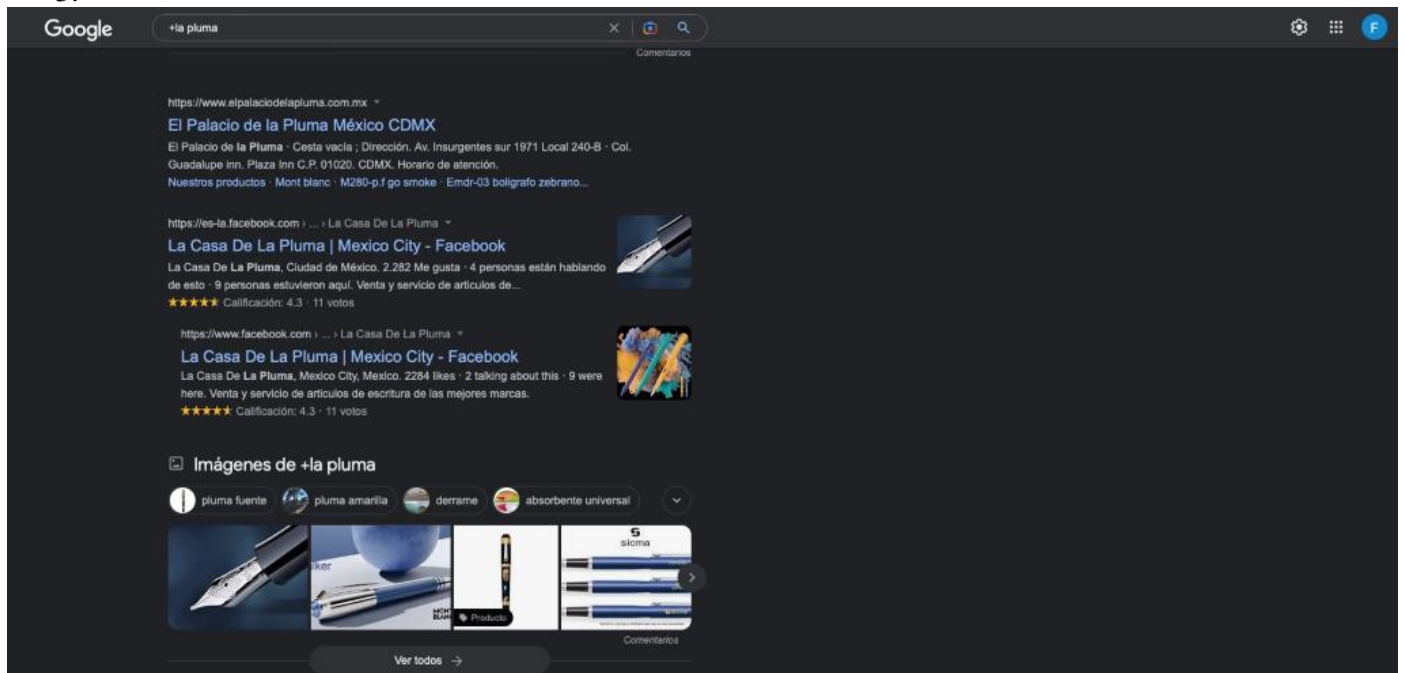 Google
+la pluma
F
Comentarios
https://www.elpalaciodelapluma.com.mx
El Palacio de la Pluma México CDMX
El Palacio de la Pluma · Cesta vacía ; Dirección. Av. Insurgentes sur 1971 Local 240-B · Col.
Guadalupe inn. Plaza Inn C.P. 01020. CDMX. Horario de atención.
Nuestros productos · Mont blanc · M280-p.f go smoke · Emdr-03 boligrafo zebrano...
https://es-la.facebook.com › ... › La Casa De La Pluma
La Casa De La Pluma | Mexico City - Facebook
La Casa De La Pluma, Ciudad de México. 2.282 Me gusta · 4 personas están hablando
de esto · 9 personas estuvieron aquí. Venta y servicio de articulos de...
Calificación: 4.3 · 11 votos
https://www.facebook.com › ... › La Casa De La Pluma
La Casa De La Pluma | Mexico City - Facebook
La Casa De La Pluma, Mexico City, Mexico. 2284 likes · 2 talking about this · 9 were
here. Venta y servicio de articulos de escritura de las mejores marcas.
Calificación: 4.3 · 11 votos
Imágenes de +la pluma
pluma fuente
pluma amarilla
derrame
absorbente universal
sicma
MONT
BLANC
Producto
Comentarios
Ver todos →